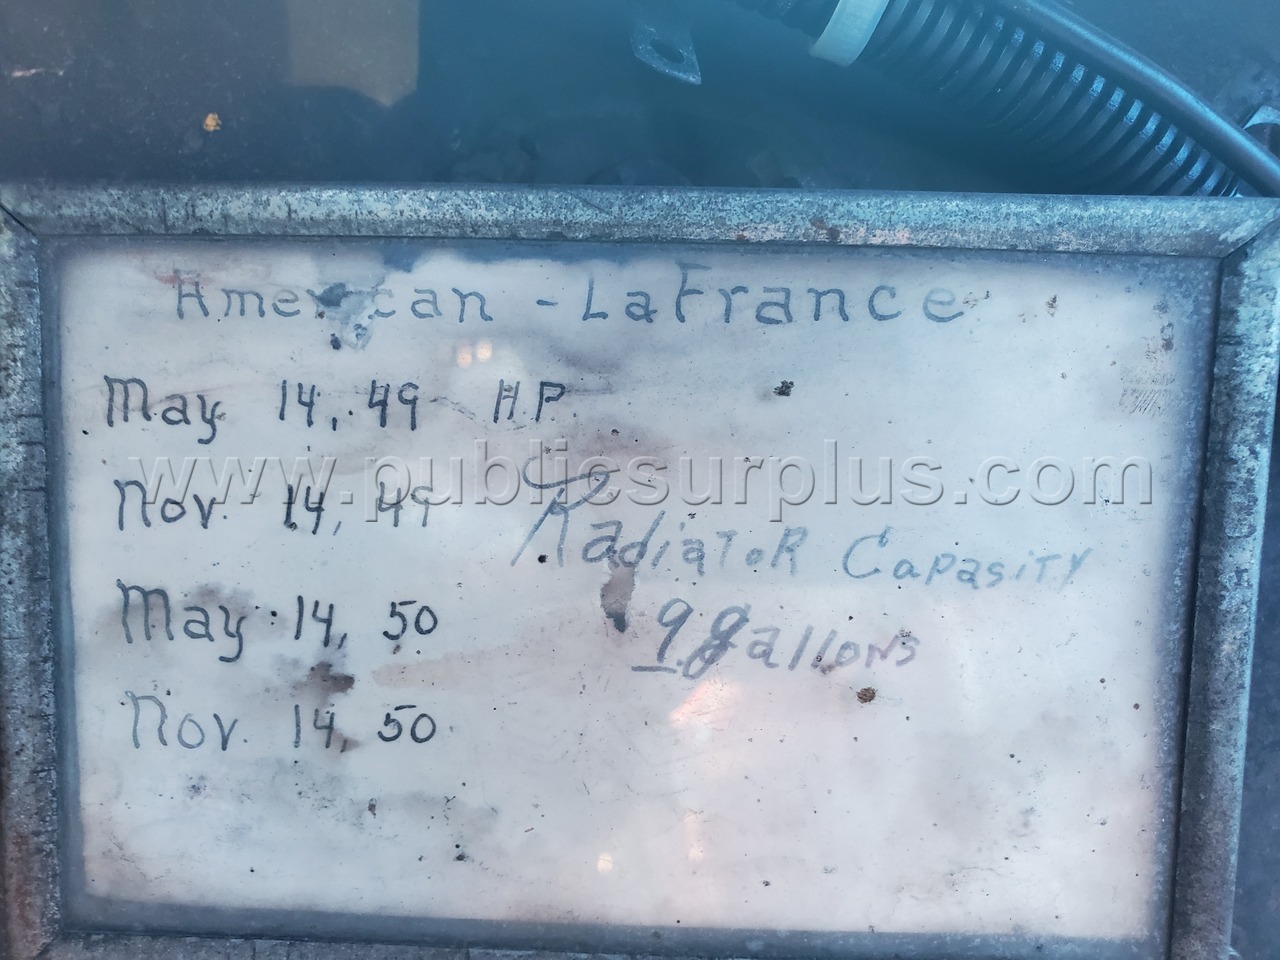 American - LaFrance
May 14, 49 H.P.
www.publicsurplus.com
Nov. 14, 49
Radiator Capasity
May 14, 50
9 gallons
Nov. 14, 50